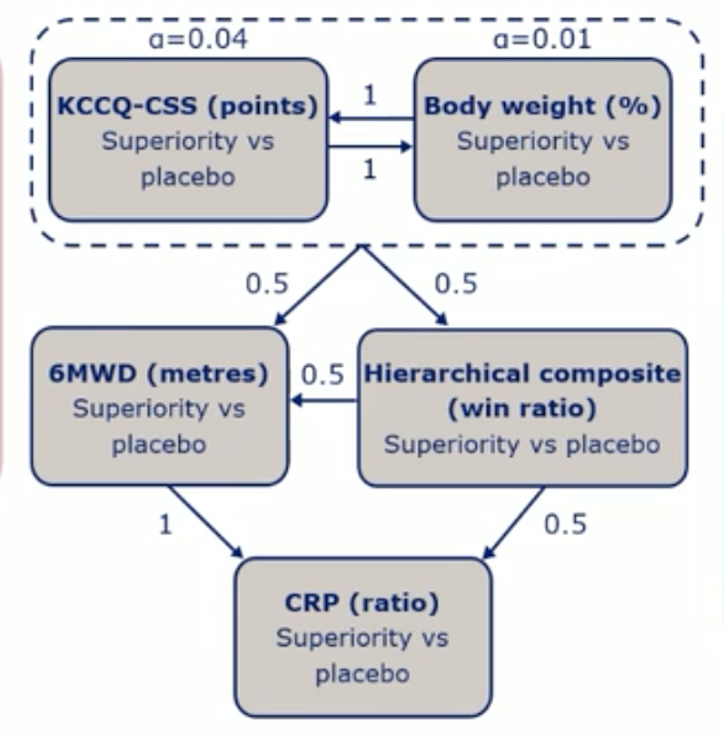 α=0.04
α=0.01
KCCQ-CSS (points)
Superiority vs
placebo
1
1
Body weight (%)
Superiority vs
placebo
0.5
0.5
6MWD (metres)
Superiority vs
placebo
0.5
Hierarchical composite
(win ratio)
Superiority vs placebo
1
0.5
CRP (ratio)
Superiority vs
placebo